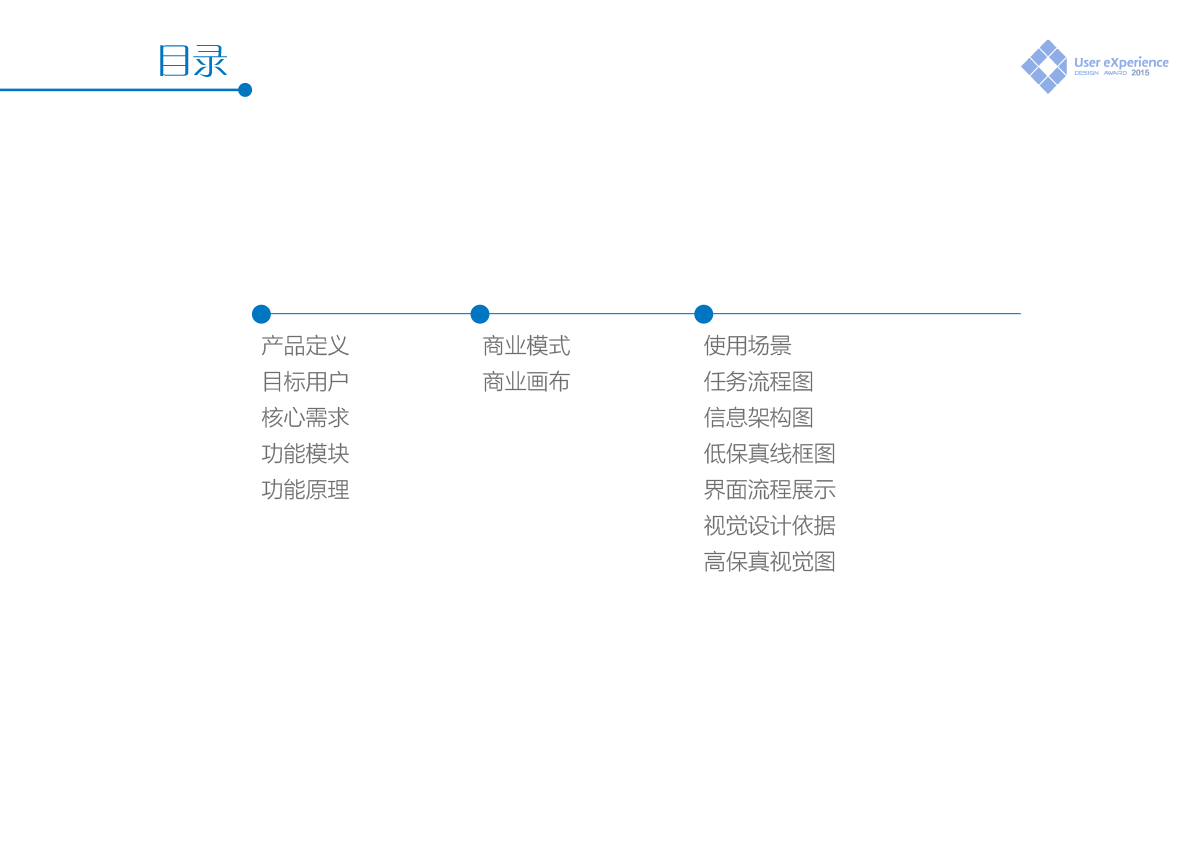 目录
User eXperience
DESIGN AWARD 2015
产品定义
目标用户
核心需求
功能模块
功能原理
商业模式
商业画布
使用场景
任务流程图
信息架构图
低保真线框图
界面流程展示
视觉设计依据
高保真视觉图